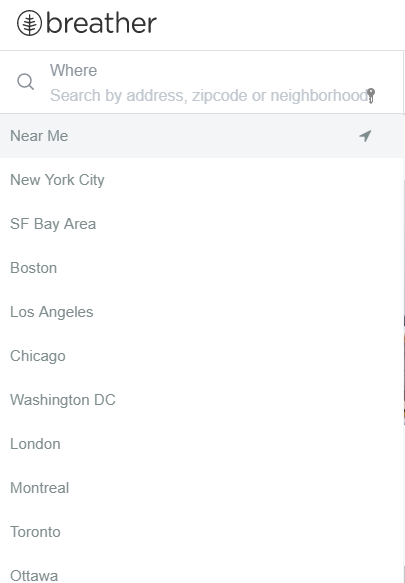 breather
Where
Search by address, zipcode or neighborhood
Near Me
New York City
SF Bay Area
Boston
Los Angeles
Chicago
Washington DC
London
Montreal
Toronto
Ottawa